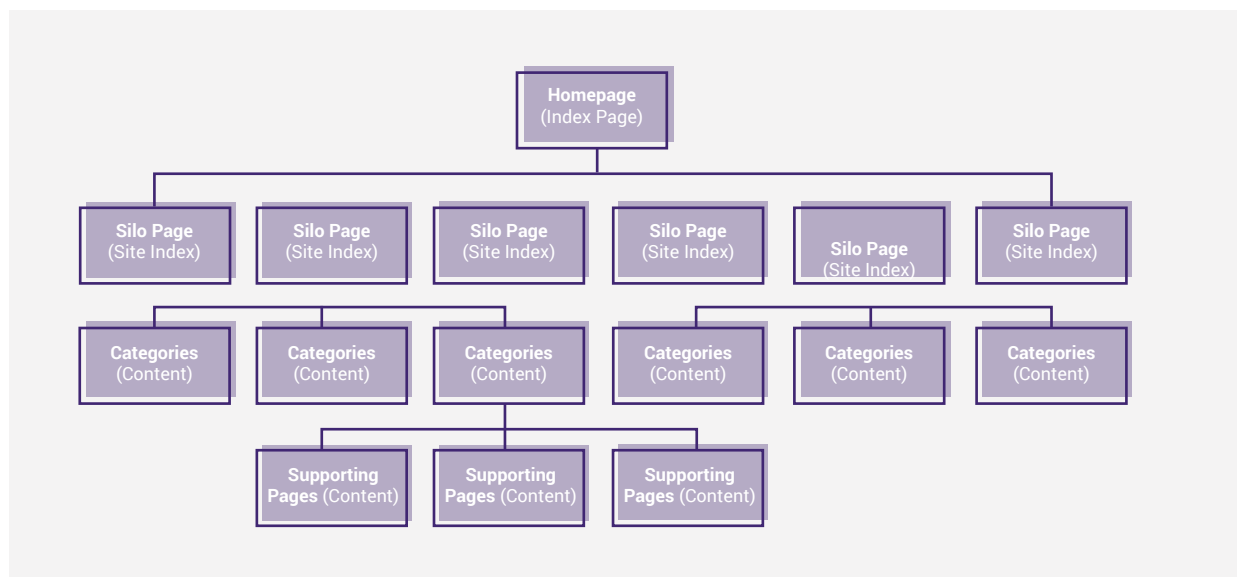 Homepage
(Index Page)
Silo Page
(Site Index)
Silo Page
(Site Index)
Silo Page
(Site Index)
Silo Page
(Site Index)
Silo Page
(Site Index)
Silo Page
(Site Index)
Categories
(Content)
Categories
(Content)
Categories
(Content)
Categories
(Content)
Categories
(Content)
Categories
(Content)
Supporting
Pages (Content)
Supporting
Pages (Content)
Supporting
Pages (Content)